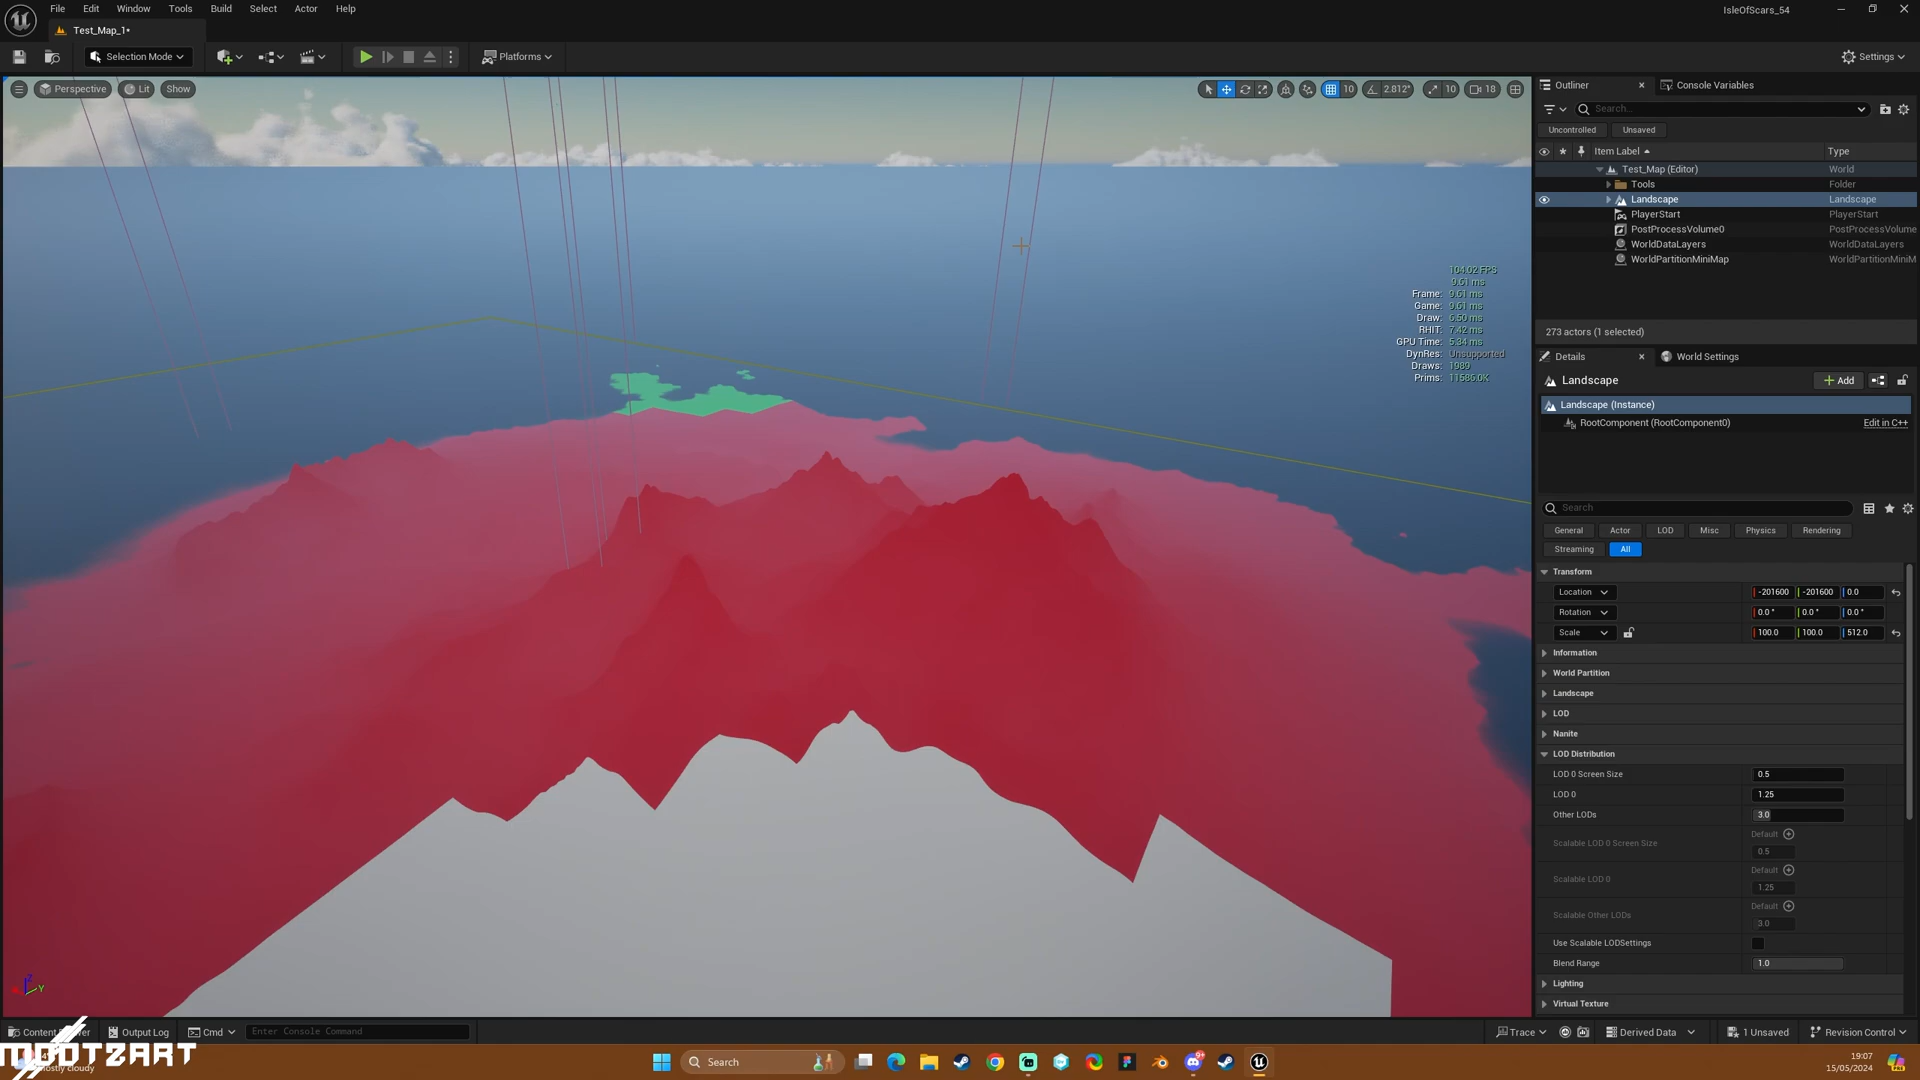 File Edit Window Tools Build Select Actor Help
IsleOfScars_54
Test_Map_1*
Selection Mode
Platforms
Settings
Perspective
Lit
Show
10
2.812°
10
18
104.02 FPS
9.61 ms
Frame: 9.61 ms
Game: 9.61 ms
Draw: 6.50 ms
RHIT: 7.42 ms
GPU Time: 5.34 ms
DynRes: Unsupported
Draws: 1989
Prims: 11586.0K
Outliner
Console Variables
Search...
Uncontrolled
Unsaved
Item Label
Type
Test_Map (Editor) World
Tools Folder
Landscape Landscape
PlayerStart PlayerStart
PostProcessVolume0 PostProcessVolume
WorldDataLayers WorldDataLayers
WorldPartitionMiniMap WorldPartitionMiniM
273 actors (1 selected)
Details
World Settings
Landscape
Add
Landscape (Instance)
RootComponent (RootComponent0) Edit in C++
Search
General Actor LOD Misc Physics Rendering
Streaming All
Transform
Location -201600 -201600 0.0
Rotation 0.0 ° 0.0 ° 0.0 °
Scale 100.0 100.0 512.0
Information
World Partition
Landscape
LOD
Nanite
LOD Distribution
LOD 0 Screen Size 0.5
LOD 0 1.25
Other LODs 3.0
Default
Scalable LOD 0 Screen Size
0.5
Default
Scalable LOD 0
1.25
Default
Scalable Other LODs
3.0
Use Scalable LODSettings
Blend Range 1.0
Lighting
Virtual Texture
Output Log
Cmd
Enter Console Command
Trace
Derived Data
1 Unsaved
Revision Control
MDOTZART
cloudy
Search
19:07
15/05/2024
Z
Y